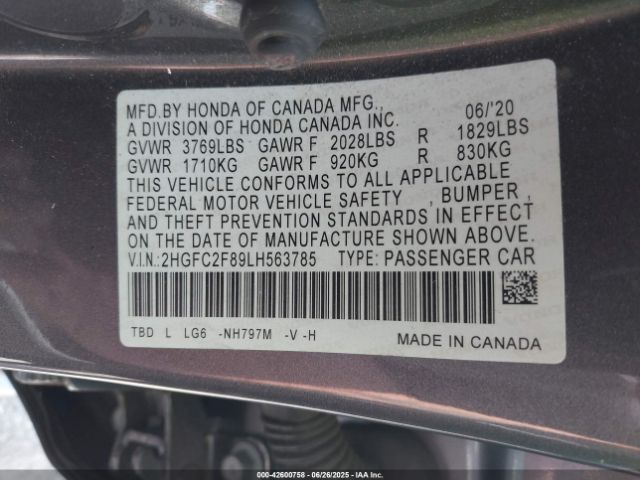 MFD.BY HONDA OF CANADA MFG., 06/'20
A DIVISION OF HONDA CANADA INC.
GVWR 3769LBS GAWR F 2028LBS R 1829LBS
GVWR 1710KG GAWR F 920KG R 830KG
THIS VEHICLE CONFORMS TO ALL APPLICABLE
FEDERAL MOTOR VEHICLE SAFETY , BUMPER ,
AND THEFT PREVENTION STANDARDS IN EFFECT
ON THE DATE OF MANUFACTURE SHOWN ABOVE.
V.I.N.:2HGFC2F89LH563785 TYPE: PASSENGER CAR
TBD L LG6 -NH797M -V -H
MADE IN CANADA
000-42600758 | 06/26/2025 | IAA Inc.